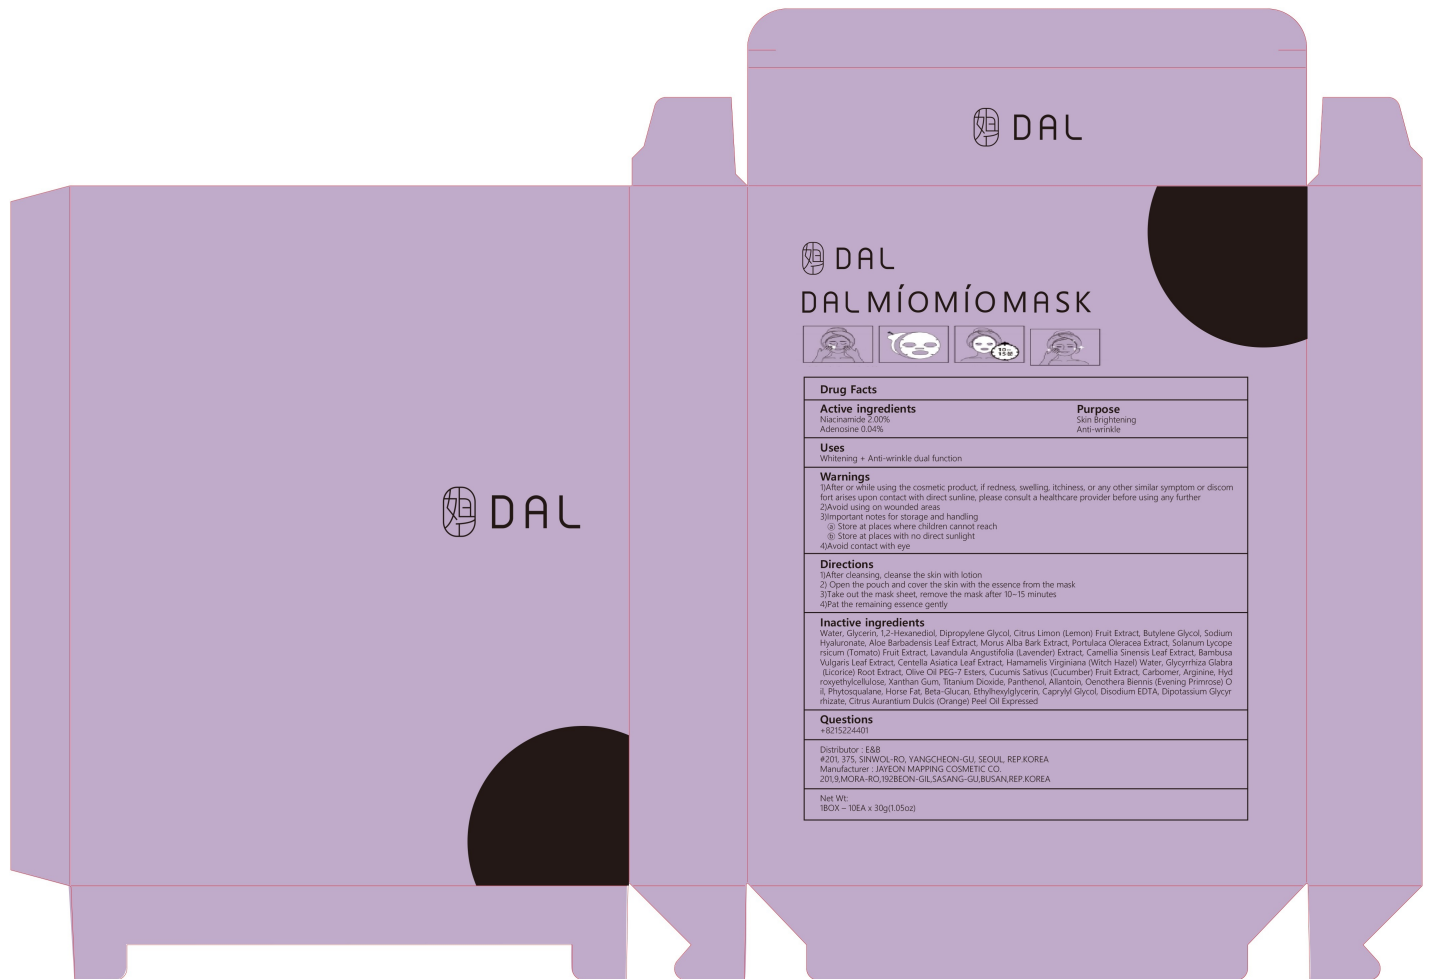 DAL
DAL
DALMÍOMÍOMASK
10~
15분
Drug Facts
Active ingredients Purpose
Niacinamide 2.00% Skin Brightening
Adenosine 0.04% Anti-wrinkle
Uses
Whitening + Anti-wrinkle dual function
Warnings
1)After or while using the cosmetic product, if redness, swelling, itchiness, or any other similar symptom or discom
fort arises upon contact with direct sunline, please consult a healthcare provider before using any further
2)Avoid using on wounded areas
3)Important notes for storage and handling
ⓐ Store at places where children cannot reach
ⓑ Store at places with no direct sunlight
4)Avoid contact with eye
Directions
1)After cleansing, cleanse the skin with lotion
2) Open the pouch and cover the skin with the essence from the mask
3)Take out the mask sheet, remove the mask after 10~15 minutes
4)Pat the remaining essence gently
Inactive ingredients
Water, Glycerin, 1,2-Hexanediol, Dipropylene Glycol, Citrus Limon (Lemon) Fruit Extract, Butylene Glycol, Sodium
Hyaluronate, Aloe Barbadensis Leaf Extract, Morus Alba Bark Extract, Portulaca Oleracea Extract, Solanum Lycope
rsicum (Tomato) Fruit Extract, Lavandula Angustifolia (Lavender) Extract, Camellia Sinensis Leaf Extract, Bambusa
Vulgaris Leaf Extract, Centella Asiatica Leaf Extract, Hamamelis Virginiana (Witch Hazel) Water, Glycyrrhiza Glabra
(Licorice) Root Extract, Olive Oil PEG-7 Esters, Cucumis Sativus (Cucumber) Fruit Extract, Carbomer, Arginine, Hyd
roxyethylcellulose, Xanthan Gum, Titanium Dioxide, Panthenol, Allantoin, Oenothera Biennis (Evening Primrose) O
il, Phytosqualane, Horse Fat, Beta-Glucan, Ethylhexylglycerin, Caprylyl Glycol, Disodium EDTA, Dipotassium Glycyr
rhizate, Citrus Aurantium Dulcis (Orange) Peel Oil Expressed
Questions
+8215224401
Distributor : E&B
#201, 375, SINWOL-RO, YANGCHEON-GU, SEOUL, REP.KOREA
Manufacturer : JAYEON MAPPING COSMETIC CO.
201,9,MORA-RO,192BEON-GIL,SASANG-GU,BUSAN,REP.KOREA
Net Wt:
1BOX – 10EA x 30g(1.05oz)
DAL